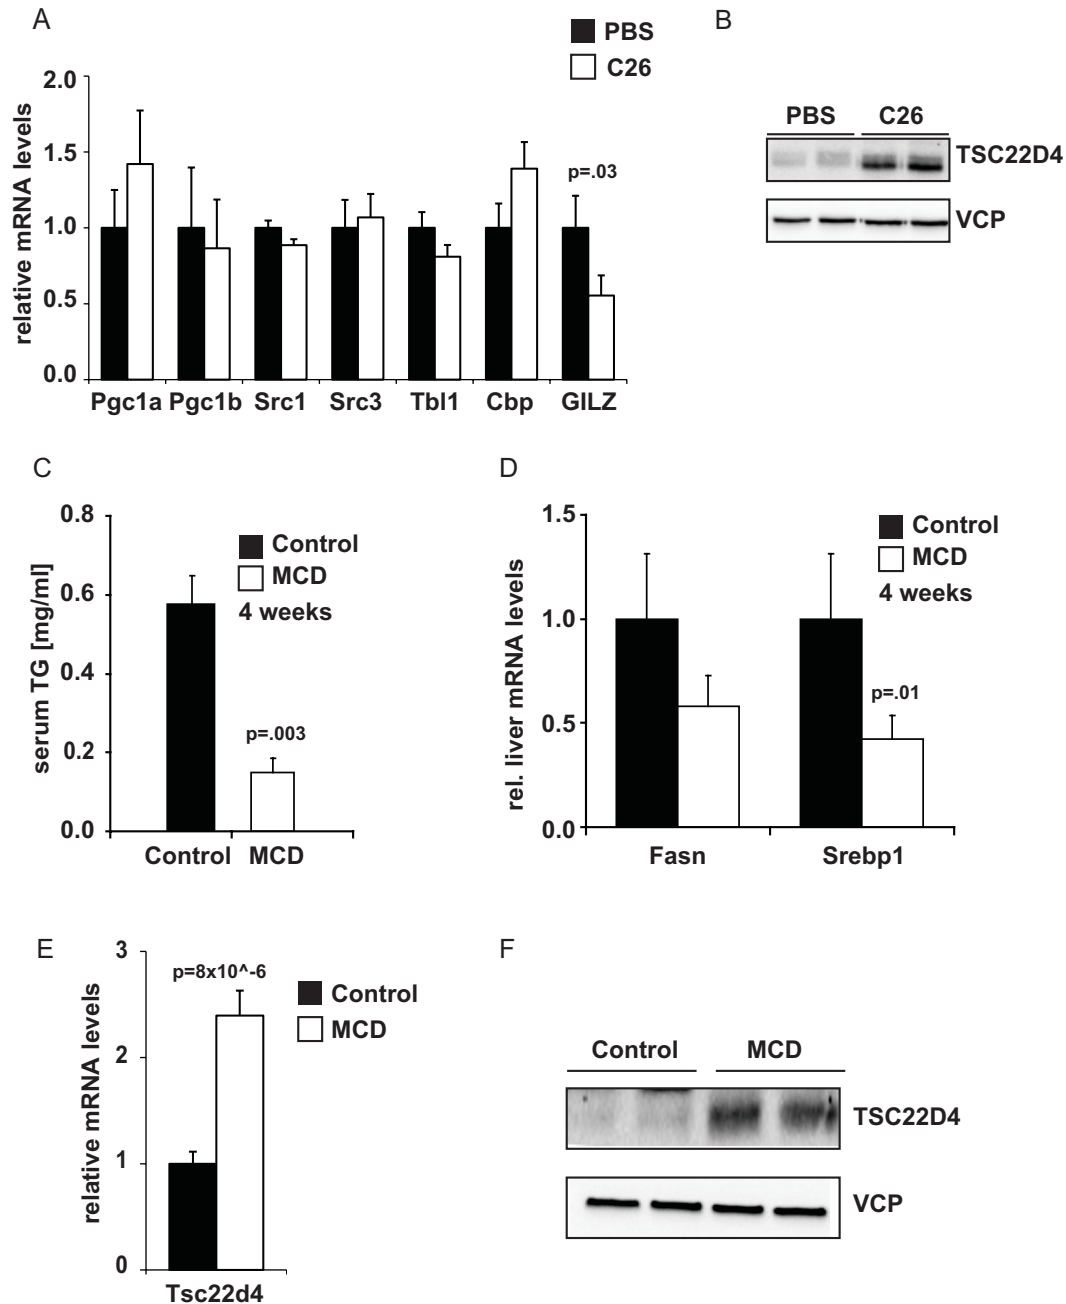 A
PBS
C26
relative mRNA levels
2.0
1.5
1.0
0.5
0.0
p=.03
Pgc1a Pgc1b Src1 Src3 Tbl1 Cbp GILZ
B
PBS C26
TSC22D4
VCP
C
serum TG [mg/ml]
0.8
0.6
0.4
0.2
0.0
Control
MCD
4 weeks
p=.003
Control MCD
D
rel. liver mRNA levels
1.5
1.0
0.5
0.0
Control
MCD
4 weeks
p=.01
Fasn Srebp1
E
relative mRNA levels
3
2
1
0
p=8x10^-6
Control
MCD
Tsc22d4
F
Control MCD
TSC22D4
VCP